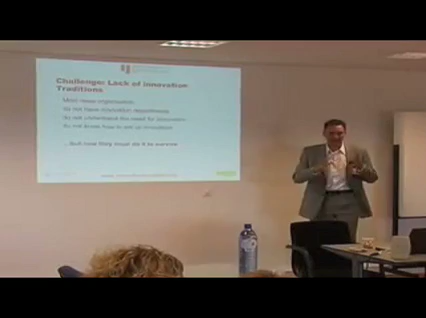 Challenge: Lack of innovation
Traditions
Most news organisations
do not have innovation departments
do not understand the need for innovation
do not know how to set up innovation
...but now they must do it to survive